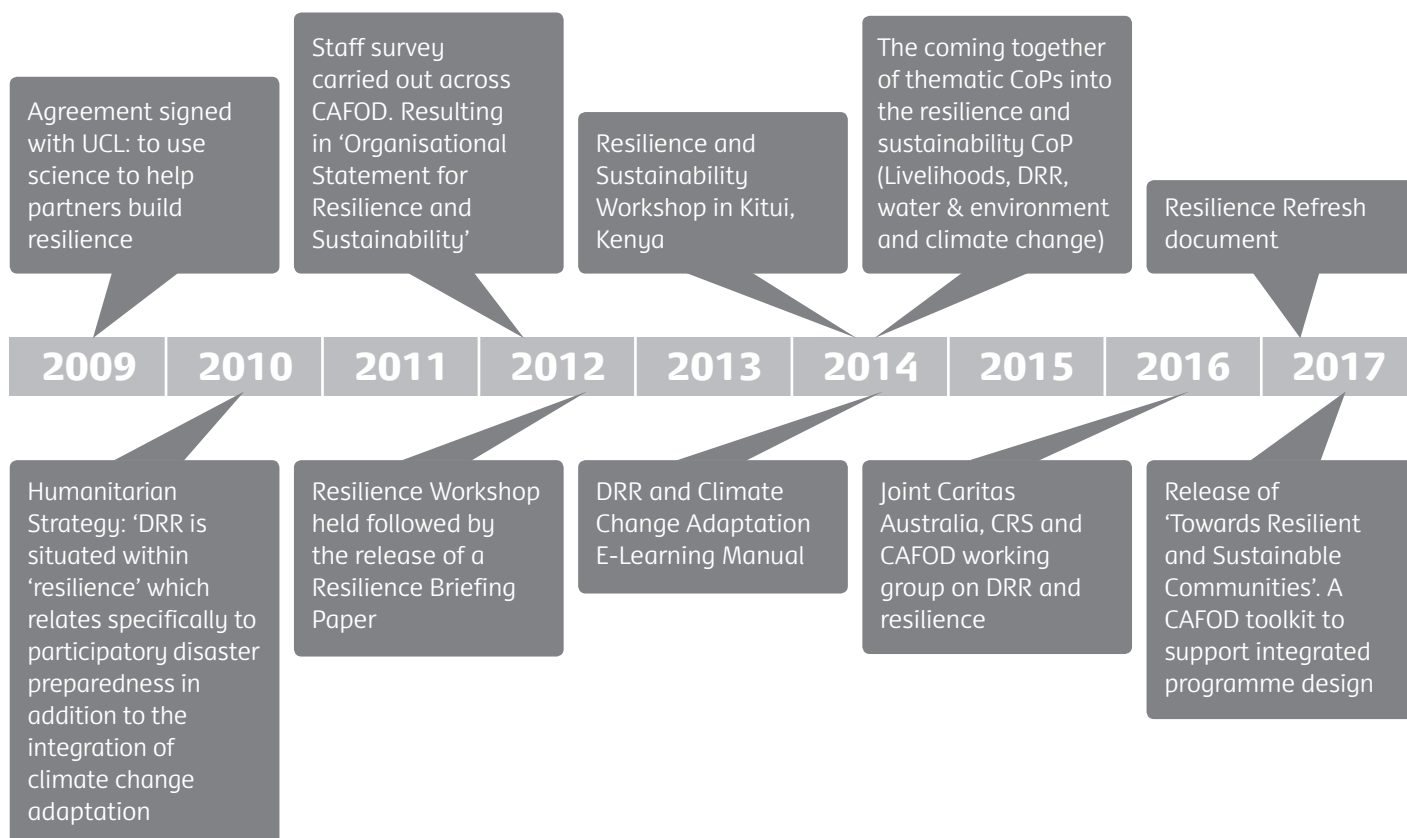 Agreement signed
with UCL: to use
science to help
partners build
resilience
Staff survey
carried out across
CAFOD. Resulting
in ‘Organisational
Statement for
Resilience and
Sustainability’
Resilience and
Sustainability
Workshop in Kitui,
Kenya
The coming together
of thematic CoPs into
the resilience and
sustainability CoP
(Livelihoods, DRR,
water & environment
and climate change)
Resilience Refresh
document
2009 2010 2011 2012 2013 2014 2015 2016 2017
Humanitarian
Strategy: ‘DRR is
situated within
‘resilience’ which
relates specifically to
participatory disaster
preparedness in
addition to the
integration of
climate change
adaptation
Resilience Workshop
held followed by
the release of a
Resilience Briefing
Paper
DRR and Climate
Change Adaptation
E-Learning Manual
Joint Caritas
Australia, CRS and
CAFOD working
group on DRR and
resilience
Release of
‘Towards Resilient
and Sustainable
Communities’. A
CAFOD toolkit to
support integrated
programme design